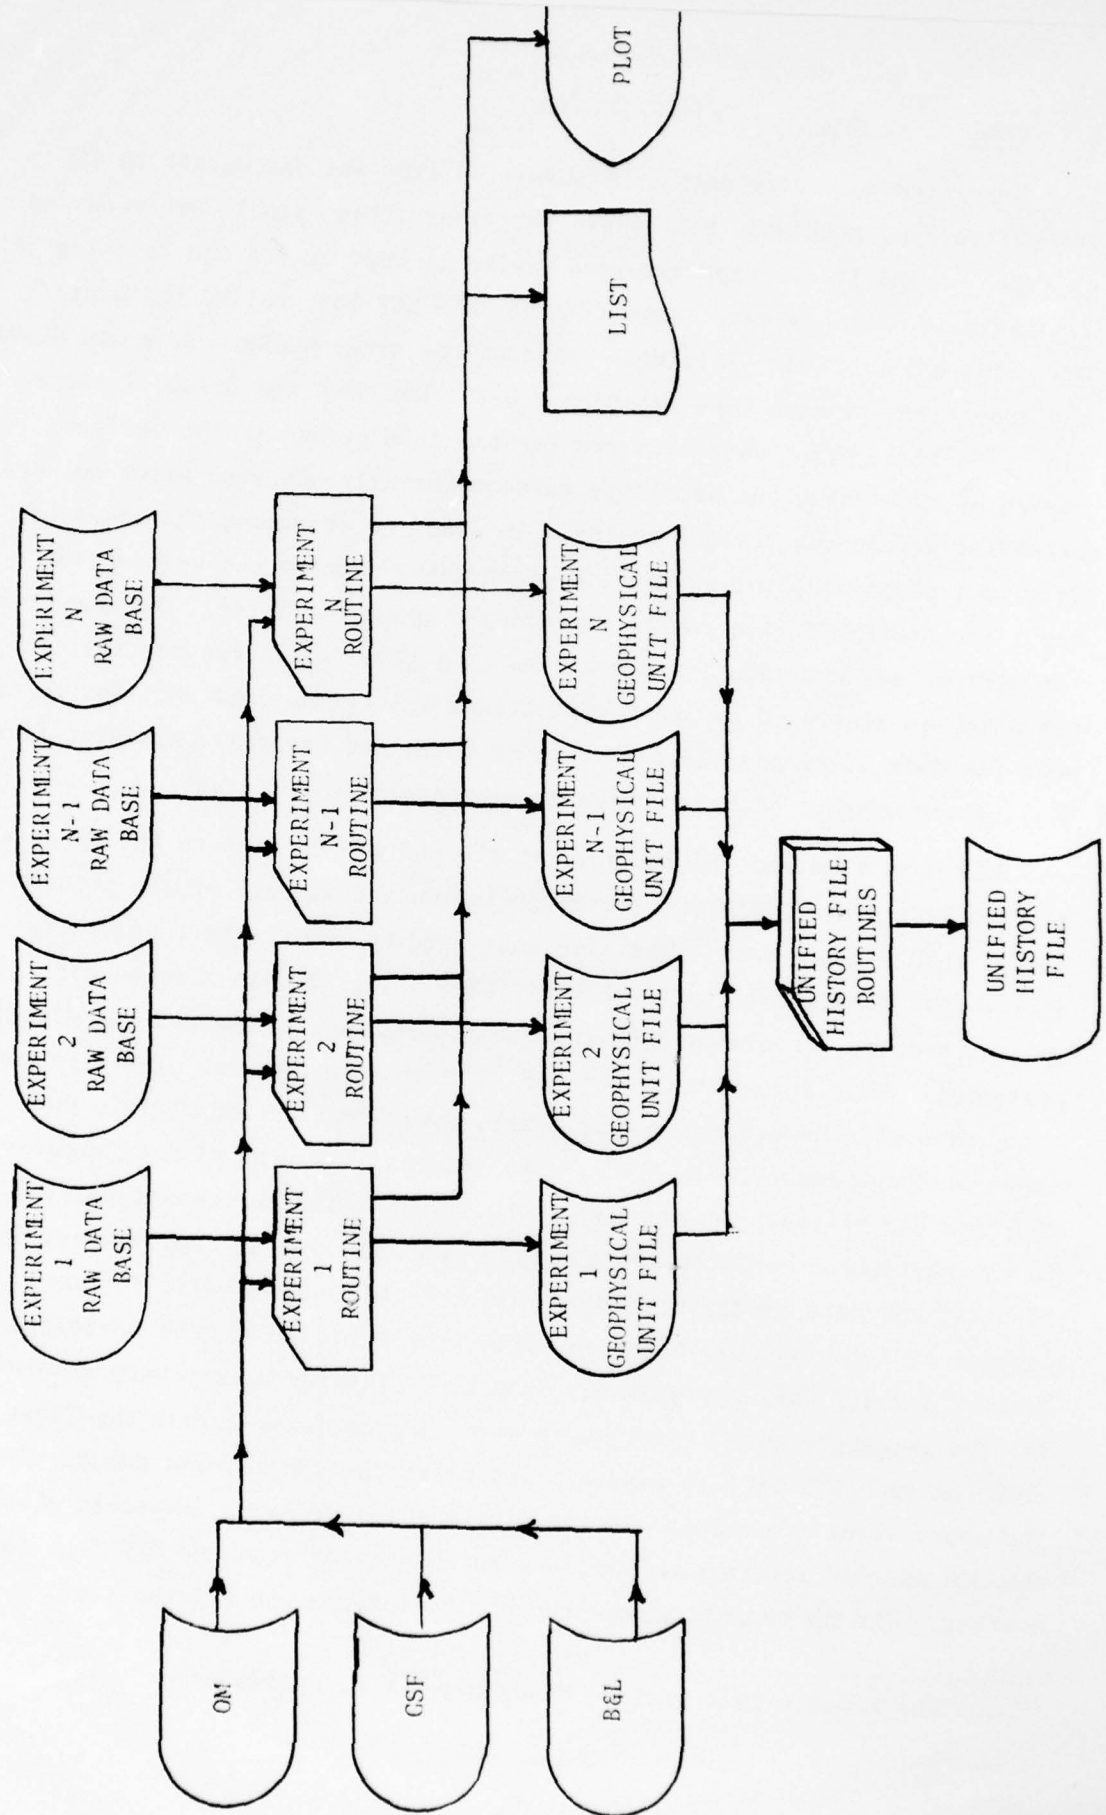 EXPERIMENT
1
RAW DATA
BASE
EXPERIMENT
2
RAW DATA
BASE
EXPERIMENT
N-1
RAW DATA
BASE
EXPERIMENT
N
RAW DATA
BASE
OM
GSF
B&L
EXPERIMENT
1
ROUTINE
EXPERIMENT
2
ROUTINE
EXPERIMENT
N-1
ROUTINE
EXPERIMENT
N
ROUTINE
EXPERIMENT
1
GEOPHYSICAL
UNIT FILE
EXPERIMENT
2
GEOPHYSICAL
UNIT FILE
EXPERIMENT
N-1
GEOPHYSICAL
UNIT FILE
EXPERIMENT
N
GEOPHYSICAL
UNIT FILE
LIST
PLOT
UNIFIED
HISTORY FILE
ROUTINES
UNIFIED
HISTORY
FILE